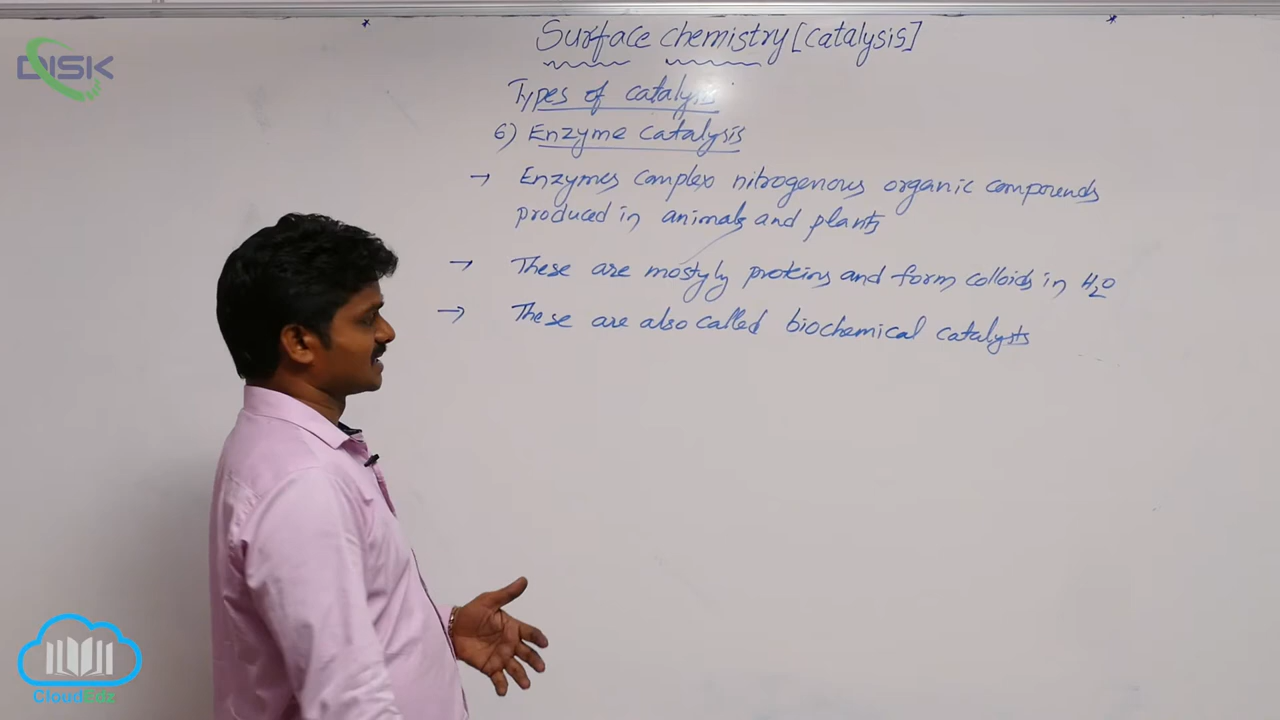 DISK
Surface chemistry [catalysis]
Types of catalysis
6) Enzyme catalysis
→ Enzymes complex nitrogenous organic compounds
produced in animals and plants
→ These are mostyly proteins and form colloids in H₂O
→ These are also called biochemical catalysts
CloudEdz